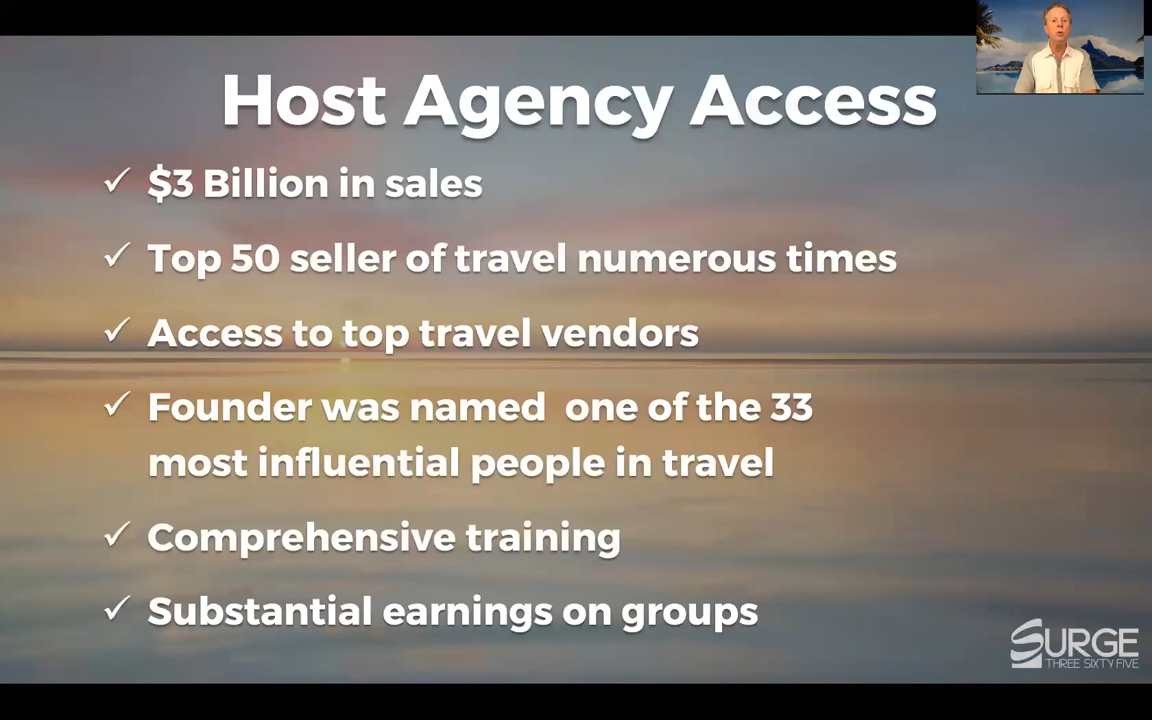 Host Agency Access
✓ $3 Billion in sales
✓ Top 50 seller of travel numerous times
✓ Access to top travel vendors
✓ Founder was named  one of the 33
most influential people in travel
✓ Comprehensive training
✓ Substantial earnings on groups
SURGE
THREE SIXTY FIVE